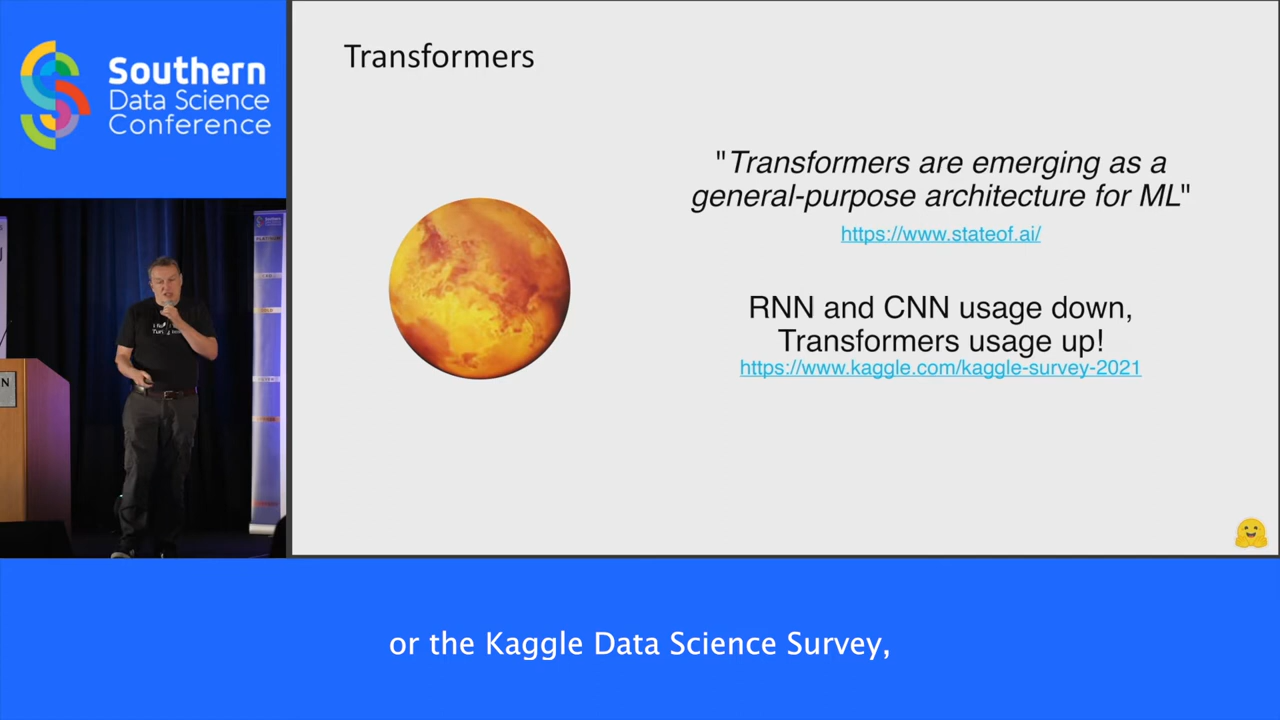 Southern
Data Science
Conference
Transformers
"Transformers are emerging as a
general-purpose architecture for ML"
https://www.stateof.ai/
RNN and CNN usage down,
Transformers usage up!
https://www.kaggle.com/kaggle-survey-2021
or the Kaggle Data Science Survey,